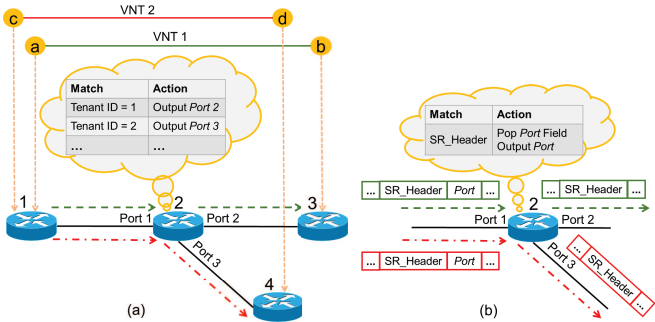 VNT 2
c
d
VNT 1
a
b
Match Action
Tenant ID = 1 Output Port 2
Tenant ID = 2 Output Port 3
... ...
1
2
3
Port 1
Port 2
Port 3
4
(a)
Match Action
SR_Header Pop Port Field
Output Port
... SR_Header Port ...
... SR_Header ...
2
Port 1
Port 2
... SR_Header Port ...
Port 3
... SR_Header ...
(b)